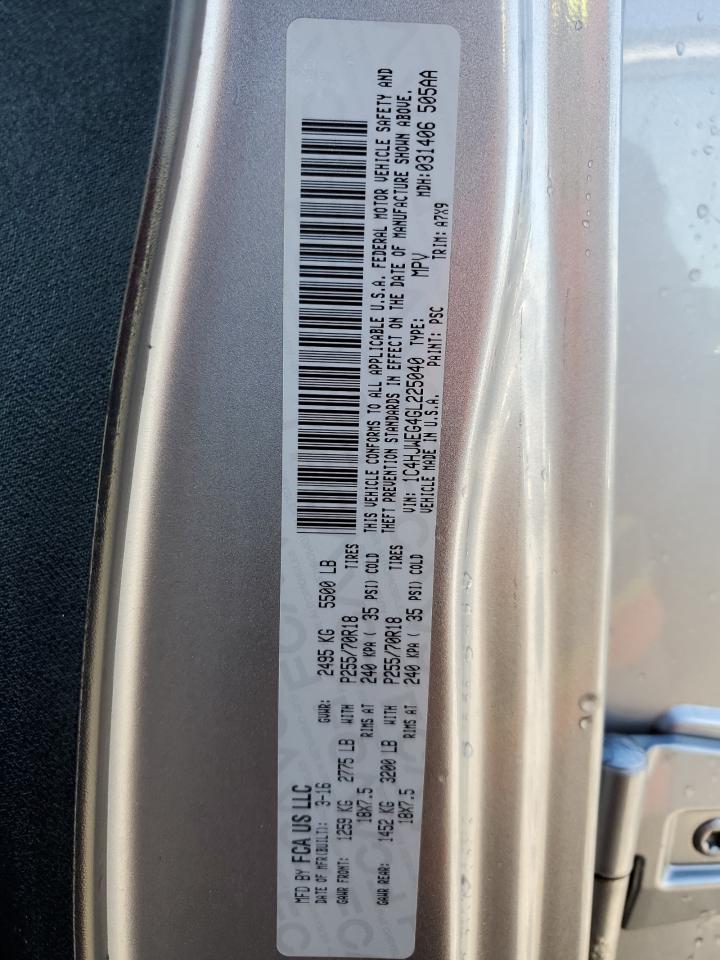 MFD BY FCA US LLC
DATE OF MFR(BUILT): 3-16 GVWR: 2495 KG 5500 LB
GAWR FRONT: 1259 KG 2775 LB WITH P255/70R18 TIRES
18X7.5 RIMS AT 240 KPA ( 35 PSI) COLD
GAWR REAR: 1452 KG 3200 LB WITH P255/70R18 TIRES
18X7.5 RIMS AT 240 KPA ( 35 PSI) COLD
THIS VEHICLE CONFORMS TO ALL APPLICABLE U.S.A. FEDERAL MOTOR VEHICLE SAFETY AND
THEFT PREVENTION STANDARDS IN EFFECT ON THE DATE OF MANUFACTURE SHOWN ABOVE.
VIN: 1C4HJWEG4GL225040 TYPE: MPV MDH:031406 505AA
VEHICLE MADE IN U.S.A. PAINT: PSC TRIM: A7X9